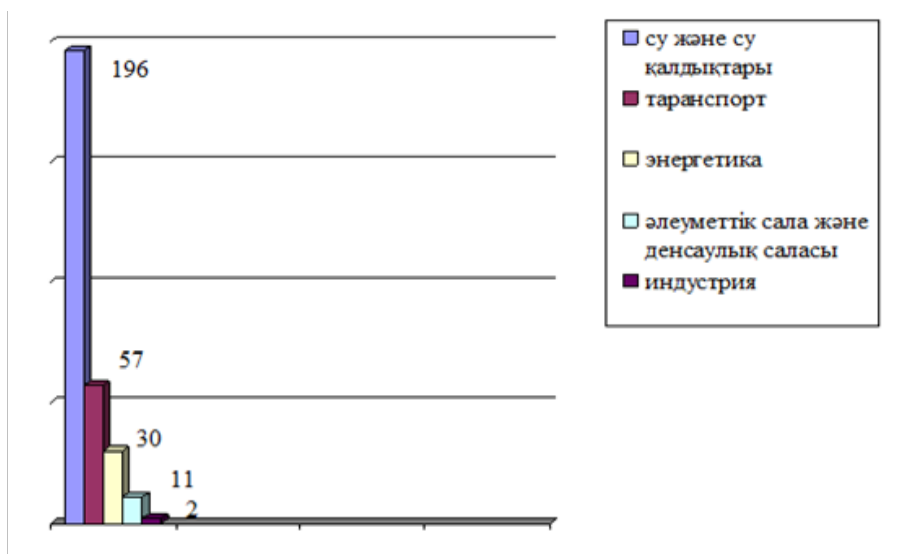 196
57
30
11
2
су және су
қалдықтары
таранспорт
энергетика
әлеуметтік сала және
денсаулық саласы
индустрия